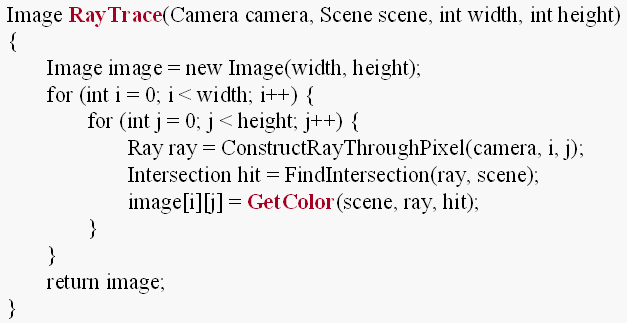 Image RayTrace(Camera camera, Scene scene, int width, int height)
{
Image image = new Image(width, height);
for (int i = 0; i < width; i++) {
for (int j = 0; j < height; j++) {
Ray ray = ConstructRayThroughPixel(camera, i, j);
Intersection hit = FindIntersection(ray, scene);
image[i][j] = GetColor(scene, ray, hit);
}
}
return image;
}